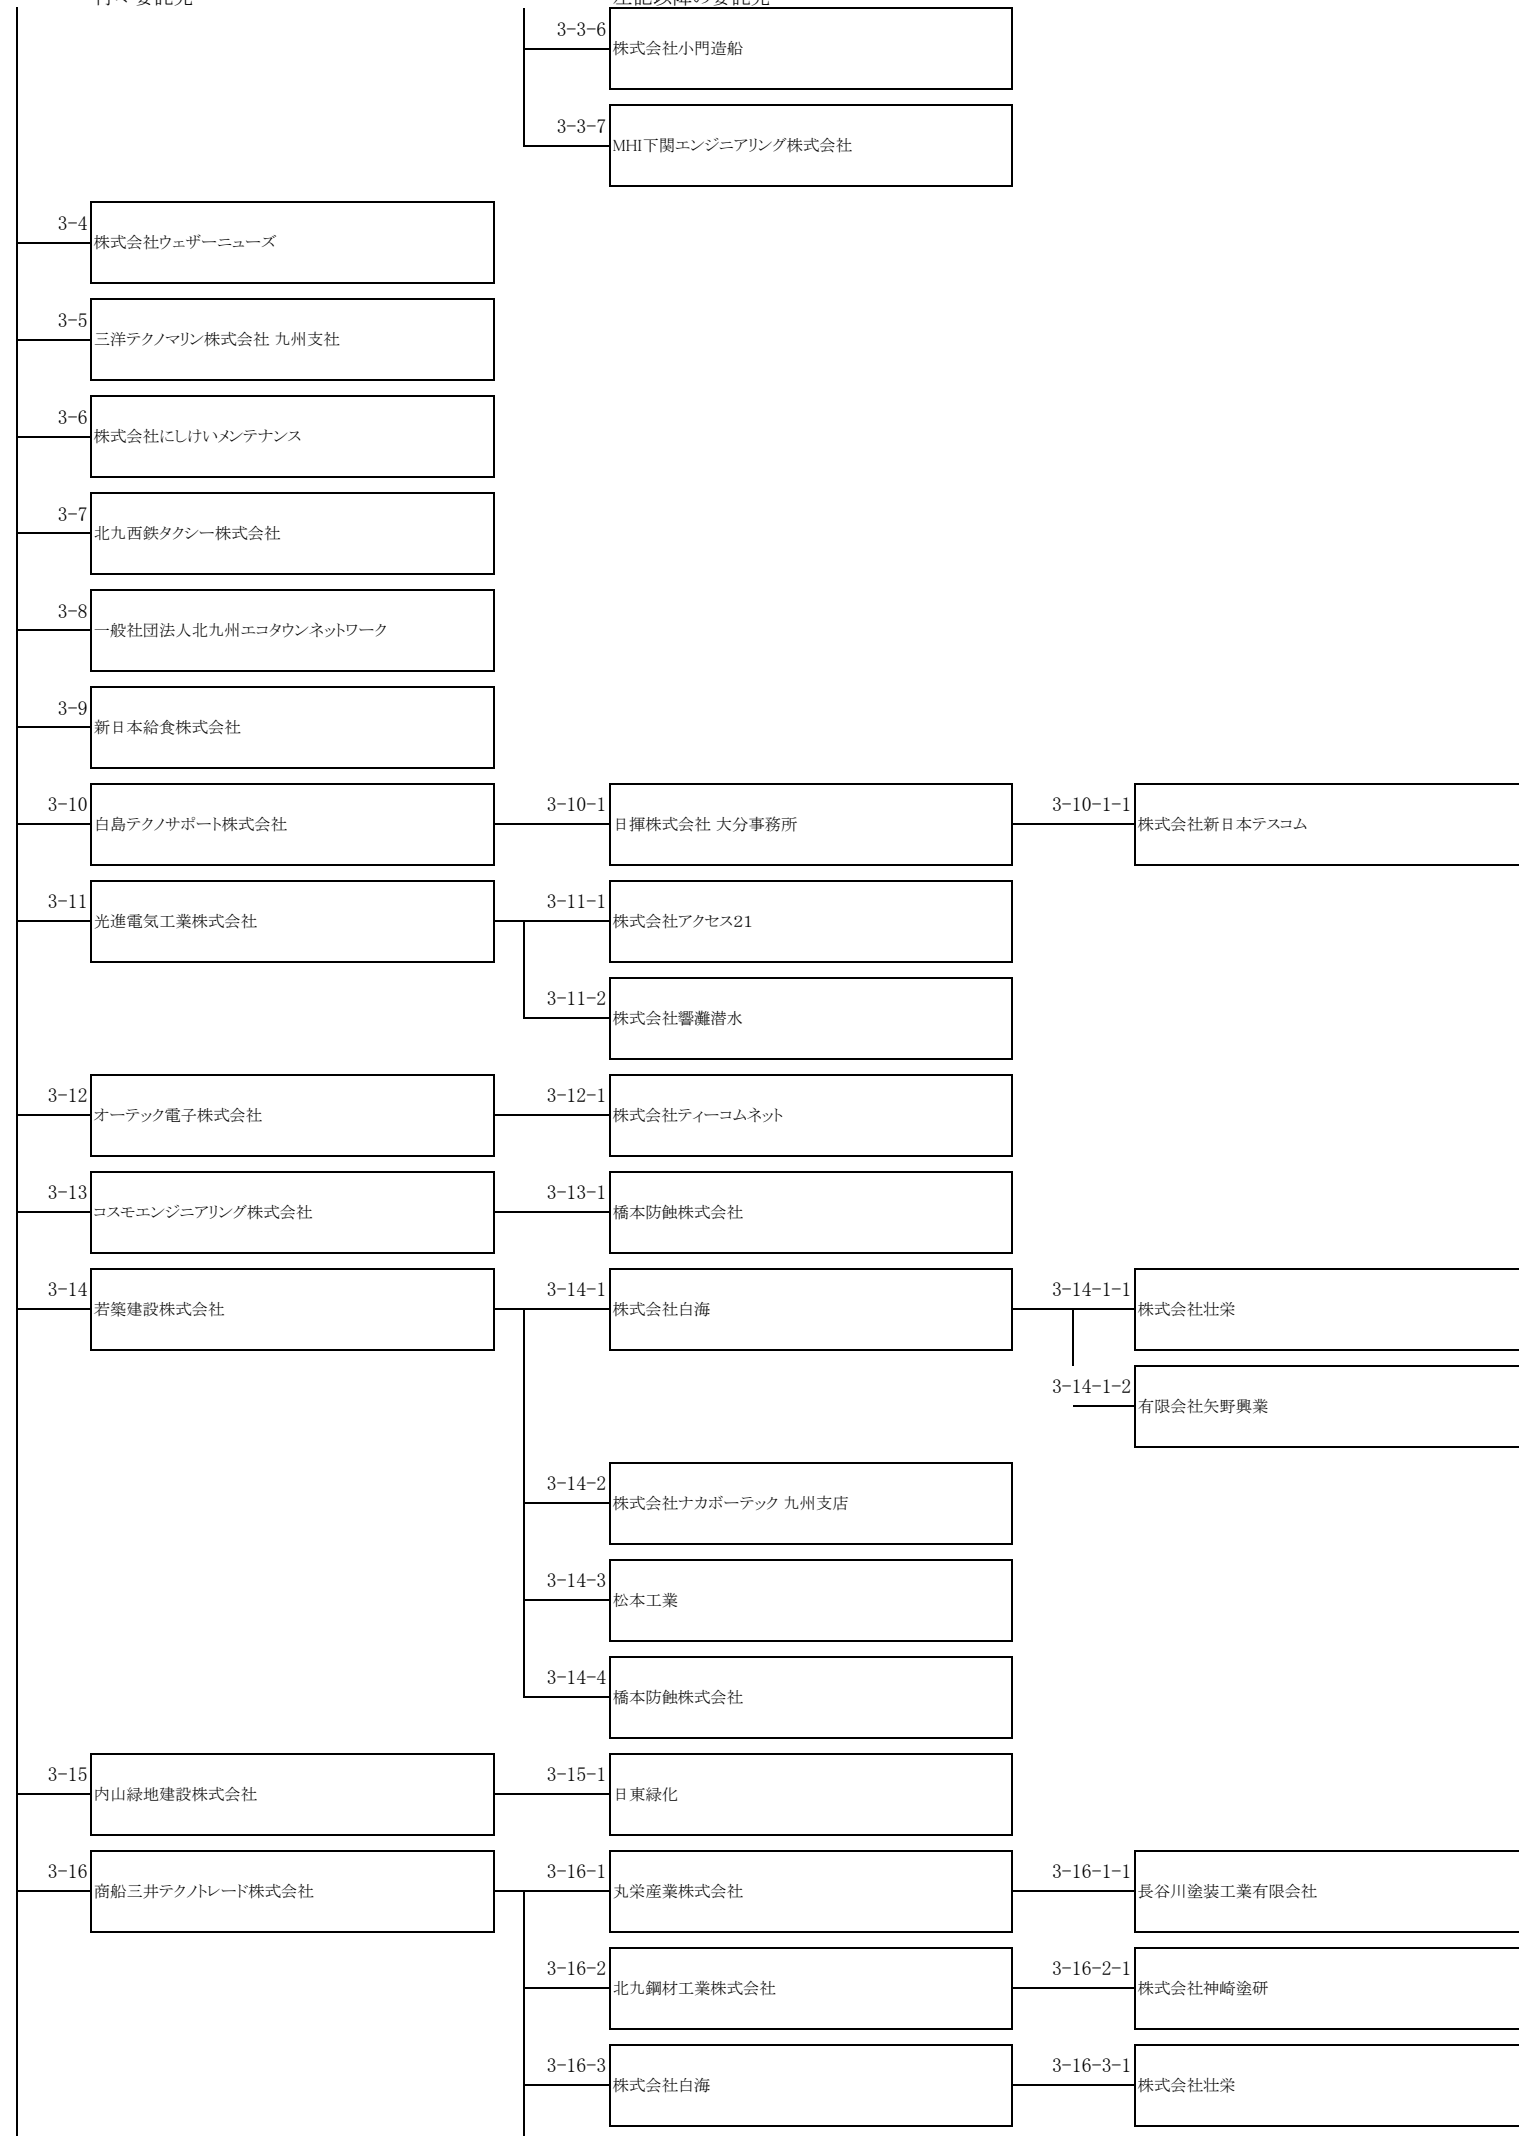 3-3-6
株式会社小門造船
3-3-7
MHI下関エンジニアリング株式会社
3-4
株式会社ウェザーニューズ
3-5
三洋テクノマリン株式会社 九州支社
3-6
株式会社にしけいメンテナンス
3-7
北九西鉄タクシー株式会社
3-8
一般社団法人北九州エコタウンネットワーク
3-9
新日本給食株式会社
3-10
白島テクノサポート株式会社
3-10-1
日揮株式会社 大分事務所
3-10-1-1
株式会社新日本テスコム
3-11
光進電気工業株式会社
3-11-1
株式会社アクセス21
3-11-2
株式会社響灘潜水
3-12
オーテック電子株式会社
3-12-1
株式会社ティーコムネット
3-13
コスモエンジニアリング株式会社
3-13-1
橋本防蝕株式会社
3-14
若築建設株式会社
3-14-1
株式会社白海
3-14-1-1
株式会社壮栄
3-14-1-2
有限会社矢野興業
3-14-2
株式会社ナカボーテック 九州支店
3-14-3
松本工業
3-14-4
橋本防蝕株式会社
3-15
内山緑地建設株式会社
3-15-1
日東緑化
3-16
商船三井テクノトレード株式会社
3-16-1
丸栄産業株式会社
3-16-1-1
長谷川塗装工業有限会社
3-16-2
北九鋼材工業株式会社
3-16-2-1
株式会社神崎塗研
3-16-3
株式会社白海
3-16-3-1
株式会社壮栄